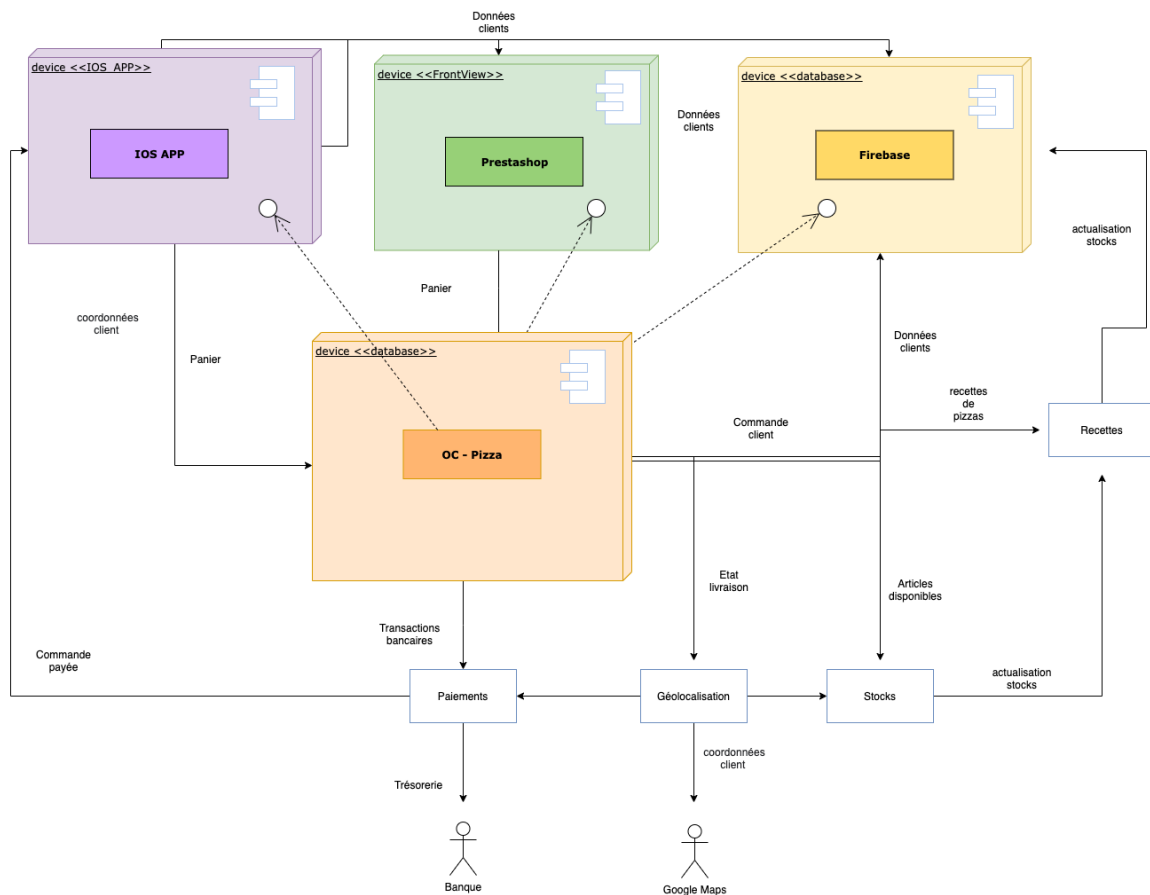 Données
clients
device <<IOS_APP>>
device <<FrontView>>
device <<database>>
IOS APP
Prestashop
Firebase
Données
clients
actualisation
stocks
coordonnées
client
Panier
Panier
device <<database>>
OC - Pizza
Données
clients
recettes
de
pizzas
Commande
client
Recettes
Etat
livraison
Articles
disponibles
Transactions
bancaires
Commande
payée
actualisation
stocks
Paiements
Géolocalisation
Stocks
coordonnées
client
Trésorerie
Banque
Google Maps